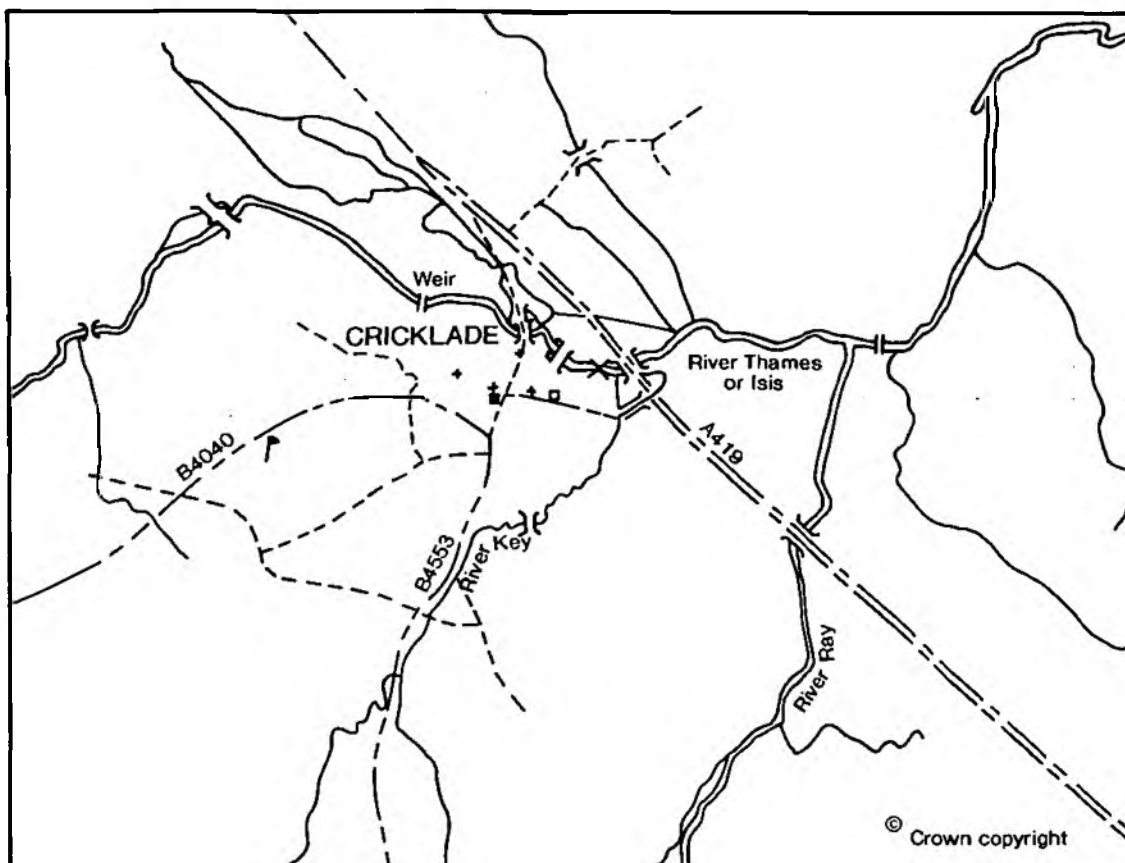 Weir
CRICKLADE
River Thames
or Isis
A419
B4040
B4553
River Key
River Ray
© Crown copyright